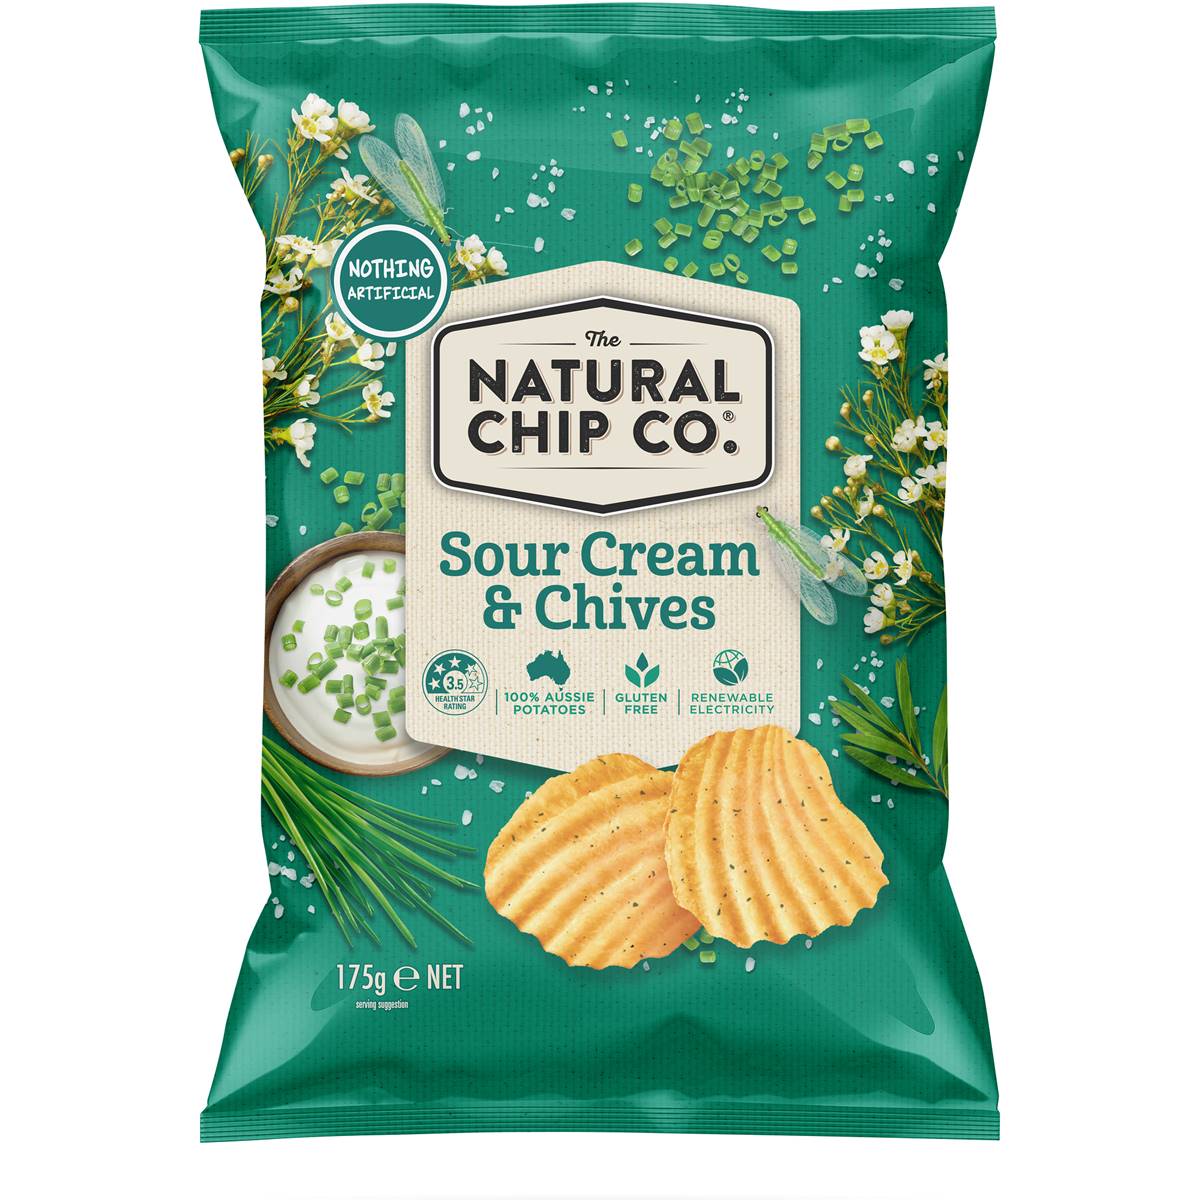 NOTHING
ARTIFICIAL
The
NATURAL
CHIP CO.®
Sour Cream
& Chives
3.5
HEALTH STAR
RATING
100% AUSSIE
POTATOES
GLUTEN
FREE
RENEWABLE
ELECTRICITY
175g ℮ NET
serving suggestion